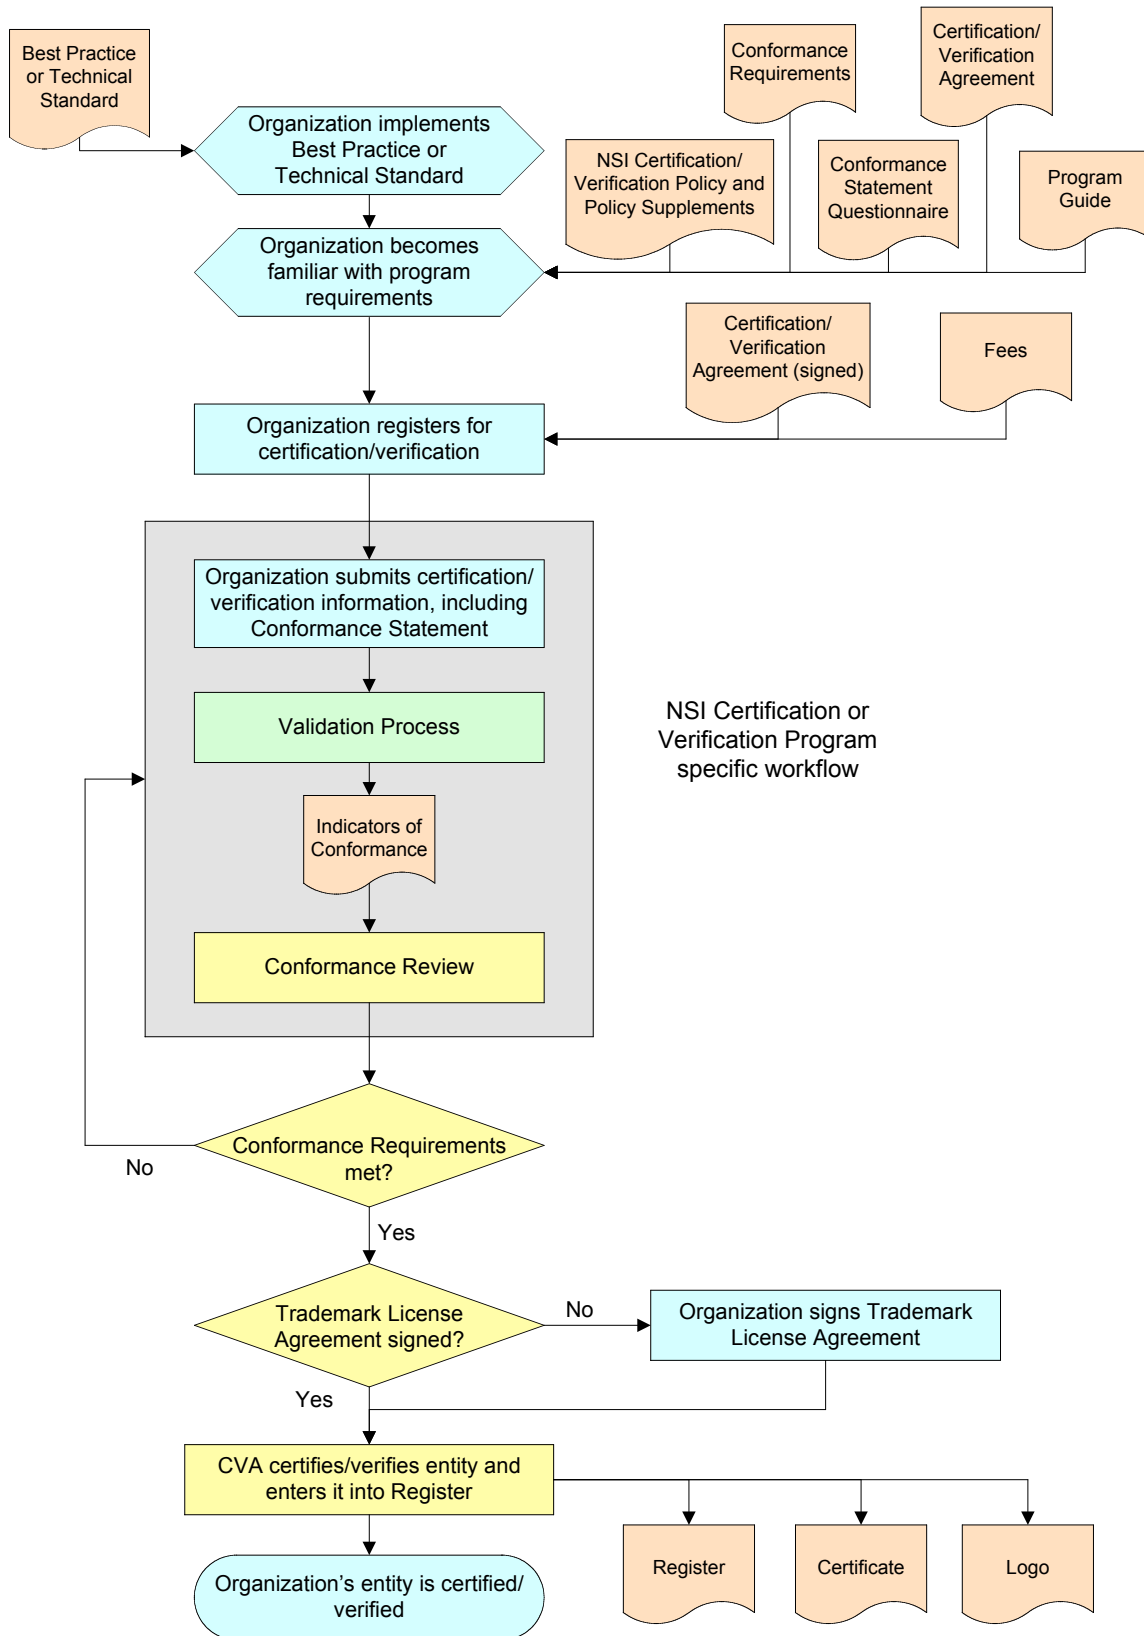 Best Practice
or Technical
Standard
Conformance
Requirements
Certification/
Verification
Agreement
Organization implements
Best Practice or
Technical Standard
NSI Certification/
Verification Policy and
Policy Supplements
Conformance
Statement
Questionnaire
Program
Guide
Organization becomes
familiar with program
requirements
Certification/
Verification
Agreement (signed)
Fees
Organization registers for
certification/verification
Organization submits certification/
verification information, including
Conformance Statement
Validation Process
NSI Certification or
Verification Program
specific workflow
Indicators of
Conformance
Conformance Review
Conformance Requirements
met?
No
Yes
Trademark License
Agreement signed?
No
Organization signs Trademark
License Agreement
Yes
CVA certifies/verifies entity and
enters it into Register
Register
Certificate
Logo
Organization’s entity is certified/
verified